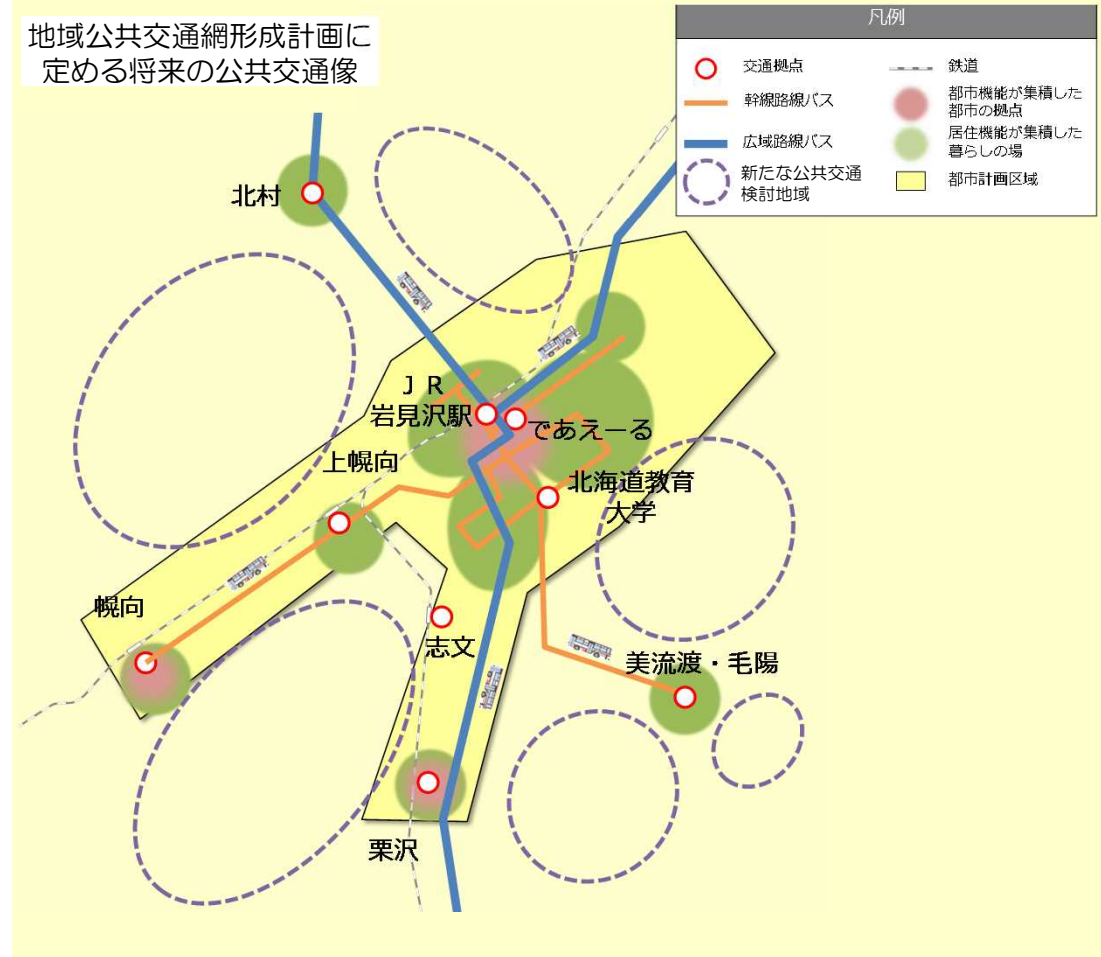 地域公共交通網形成計画に
定める将来の公共交通像
凡例
交通拠点
鉄道
幹線路線バス
都市機能が集積した
都市の拠点
広域路線バス
居住機能が集積した
暮らしの場
新たな公共交通
検討地域
都市計画区域
北村
ＪＲ
岩見沢駅
であえーる
上幌向
北海道教育
大学
幌向
志文
美流渡・毛陽
栗沢